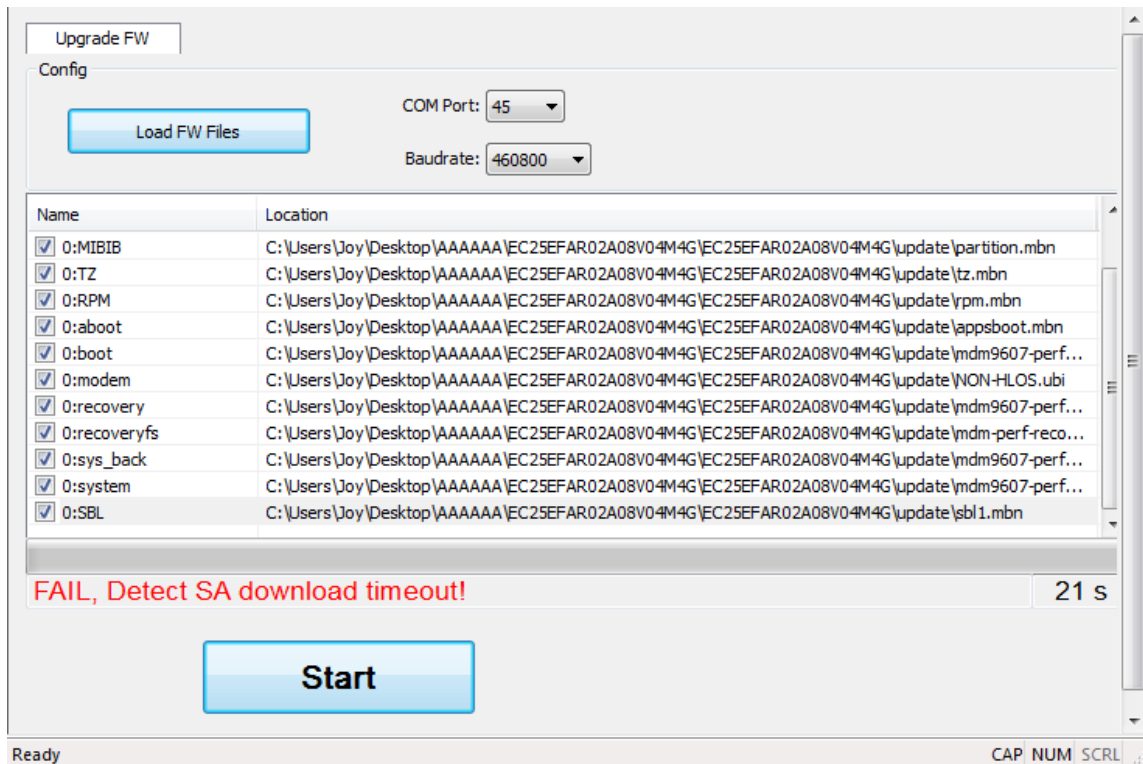 Upgrade FW
Config
Load FW Files
COM Port: 45
Baudrate: 460800
Name Location
0:MIBIB C:\Users\Joy\Desktop\AAAAAA\EC25EFAR02A08V04M4G\EC25EFAR02A08V04M4G\update\partition.mbn
0:TZ C:\Users\Joy\Desktop\AAAAAA\EC25EFAR02A08V04M4G\EC25EFAR02A08V04M4G\update\tz.mbn
0:RPM C:\Users\Joy\Desktop\AAAAAA\EC25EFAR02A08V04M4G\EC25EFAR02A08V04M4G\update\rpm.mbn
0:aboot C:\Users\Joy\Desktop\AAAAAA\EC25EFAR02A08V04M4G\EC25EFAR02A08V04M4G\update\appsboot.mbn
0:boot C:\Users\Joy\Desktop\AAAAAA\EC25EFAR02A08V04M4G\EC25EFAR02A08V04M4G\update\mdm9607-perf...
0:modem C:\Users\Joy\Desktop\AAAAAA\EC25EFAR02A08V04M4G\EC25EFAR02A08V04M4G\update\NON-HLOS.ubi
0:recovery C:\Users\Joy\Desktop\AAAAAA\EC25EFAR02A08V04M4G\EC25EFAR02A08V04M4G\update\mdm9607-perf...
0:recoveryfs C:\Users\Joy\Desktop\AAAAAA\EC25EFAR02A08V04M4G\EC25EFAR02A08V04M4G\update\mdm-perf-reco...
0:sys_back C:\Users\Joy\Desktop\AAAAAA\EC25EFAR02A08V04M4G\EC25EFAR02A08V04M4G\update\mdm9607-perf...
0:system C:\Users\Joy\Desktop\AAAAAA\EC25EFAR02A08V04M4G\EC25EFAR02A08V04M4G\update\mdm9607-perf...
0:SBL C:\Users\Joy\Desktop\AAAAAA\EC25EFAR02A08V04M4G\EC25EFAR02A08V04M4G\update\sbl1.mbn
FAIL, Detect SA download timeout! 21 s
Start
Ready CAP NUM SCRL